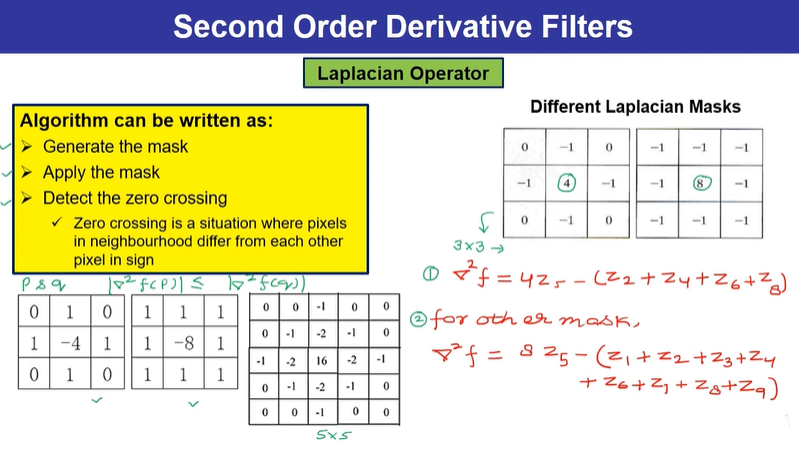 Second Order Derivative Filters
Laplacian Operator
Algorithm can be written as:
➢ Generate the mask
➢ Apply the mask
➢ Detect the zero crossing
✓ Zero crossing is a situation where pixels
in neighbourhood differ from each other
pixel in sign
p & q |∇²f(p)| ≤ |∇²f(q)|
0 1 0
1 -4 1
0 1 0
1 1 1
1 -8 1
1 1 1
0 0 -1 0 0
0 -1 -2 -1 0
-1 -2 16 -2 -1
0 -1 -2 -1 0
0 0 -1 0 0
5×5
Different Laplacian Masks
0 -1 0
-1 4 -1
0 -1 0
-1 -1 -1
-1 8 -1
-1 -1 -1
3×3 →
① ∇²f = 4z5 - (z2 + z4 + z6 + z8)
② for other mask,
∇²f = 8 z5 - (z1 + z2 + z3 + z4
+ z6 + z7 + z8 + z9)